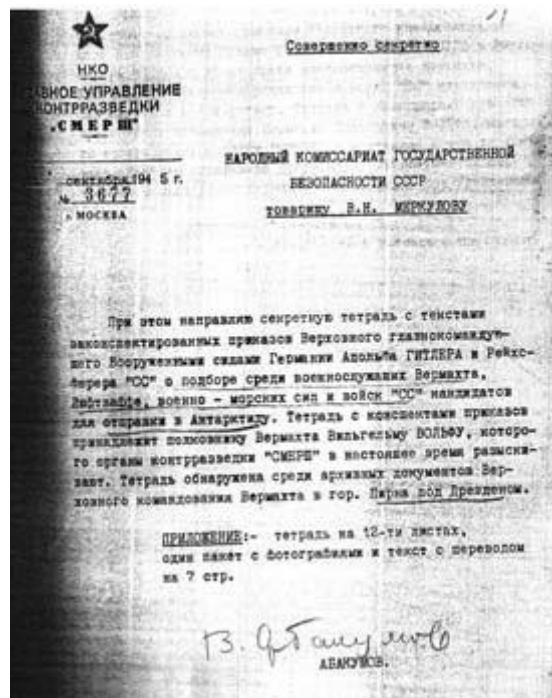 Совершенно секретно
НКО
ГЛАВНОЕ УПРАВЛЕНИЕ
КОНТРРАЗВЕДКИ
„СМЕРШ"
сентября 1945 г.
№ 3677
г. МОСКВА
НАРОДНЫЙ КОМИССАРИАТ ГОСУДАРСТВЕННОЙ
БЕЗОПАСНОСТИ СССР
товарищу В.Н. МЕРКУЛОВУ
При этом направляю секретную тетрадь с текстами
законспектированных приказов Верховного главнокомандую-
щего Вооруженными силами Германии Адольфа ГИТЛЕРА и Рейхс-
фюрера "СС" о подборе среди военнослужащих Вермахта,
Люфтваффе, военно - морских сил и войск "СС" кандидатов
для отправки в Антарктиду. Тетрадь с конспектами приказов
принадлежит полковнику Вермахта Вильгельму ВОЛЬФУ, которо-
го органы контрразведки "СМЕРШ" в настоящее время разыски-
вают. Тетрадь обнаружена среди архивных документов Вер-
ховного командования Вермахта в гор. Пирна под Дрезденом.
ПРИЛОЖЕНИЕ:- тетрадь на 12-ти листах,
один пакет с фотографиями и текст с переводом
на 7 стр.
В. Абакумов
АБАКУМОВ.